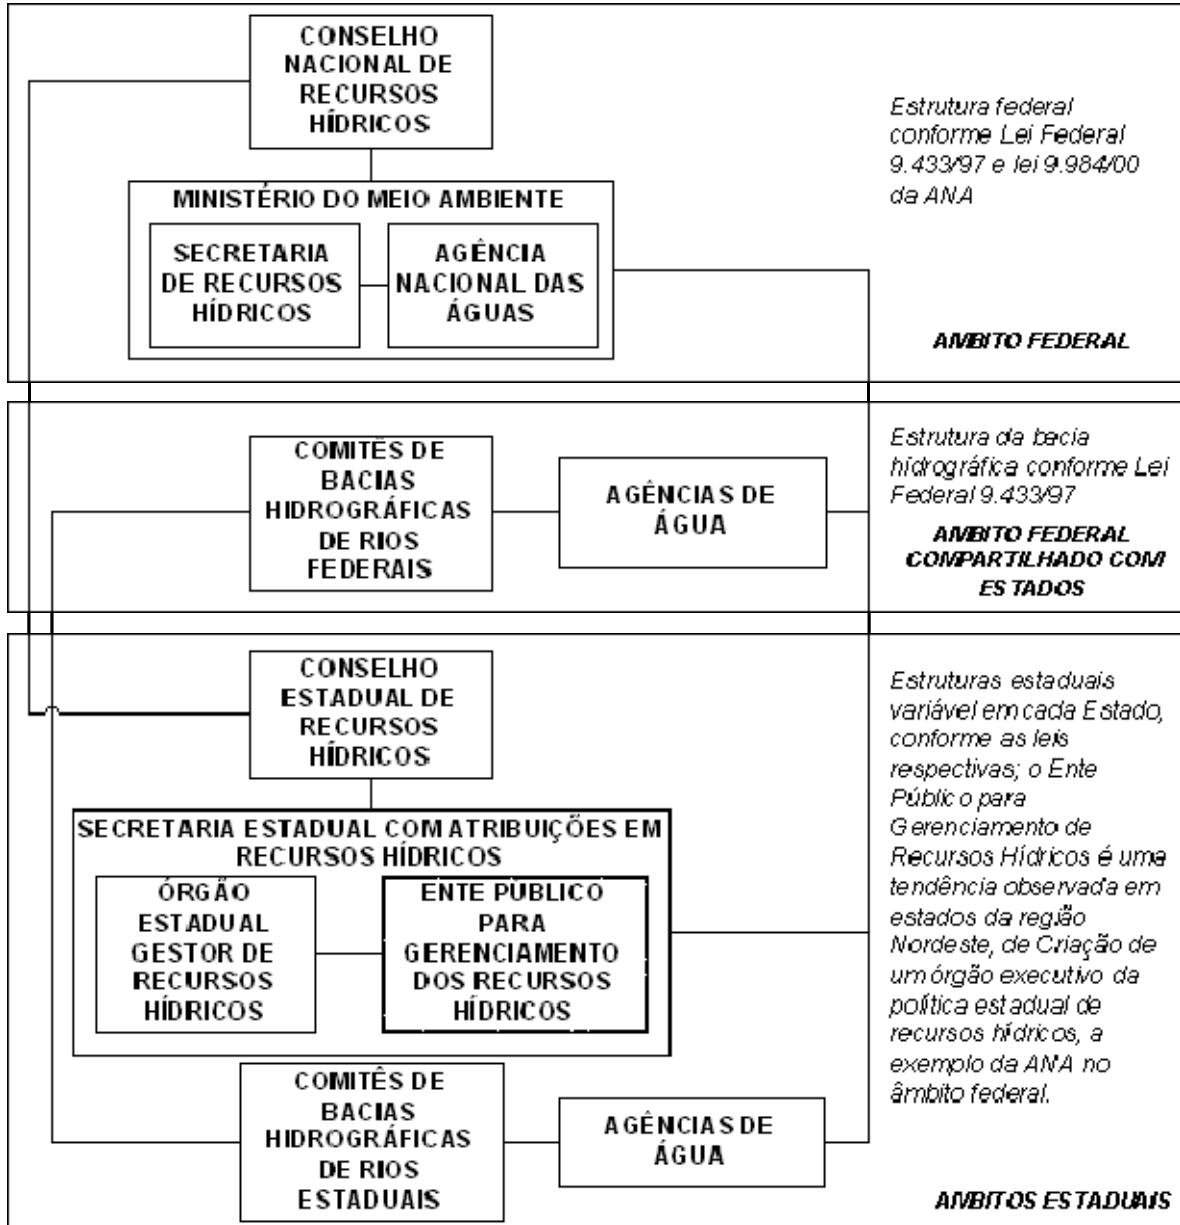 CONSELHO
NACIONAL DE
RECURSOS
HÍDRICOS
Estrutura federal
conforme Lei Federal
9.433/97 e lei 9.984/00
da ANA
MINISTÉRIO DO MEIO AMBIENTE
SECRETARIA
DE RECURSOS
HÍDRICOS
AGÊNCIA
NACIONAL DAS
ÁGUAS
AMBITO FEDERAL
COMITÊS DE
BACIAS
HIDROGRÁFICAS
DE RIOS
FEDERAIS
AGÊNCIAS DE
ÁGUA
Estrutura da bacia
hidrográfica conforme Lei
Federal 9.433/97
AMBITO FEDERAL
COMPARTILHADO COM
ESTADOS
CONSELHO
ESTADUAL DE
RECURSOS
HÍDRICOS
SECRETARIA ESTADUAL COM ATRIBUIÇÕES EM
RECURSOS HÍDRICOS
ÓRGÃO
ESTADUAL
GESTOR DE
RECURSOS
HÍDRICOS
ENTE PÚBLICO
PARA
GERENCIAMENTO
DOS RECURSOS
HÍDRICOS
COMITÊS DE
BACIAS
HIDROGRÁFICAS
DE RIOS
ESTADUAIS
AGÊNCIAS DE
ÁGUA
Estruturas estaduais
variável em cada Estado,
conforme as leis
respectivas; o Ente
Público para
Gerenciamento de
Recursos Hídricos é uma
tendência observada em
estados da região
Nordeste, de Criação de
um órgão executivo da
política estadual de
recursos hídricos, a
exemplo da ANA no
âmbito federal.
AMBITOS ESTADUAIS